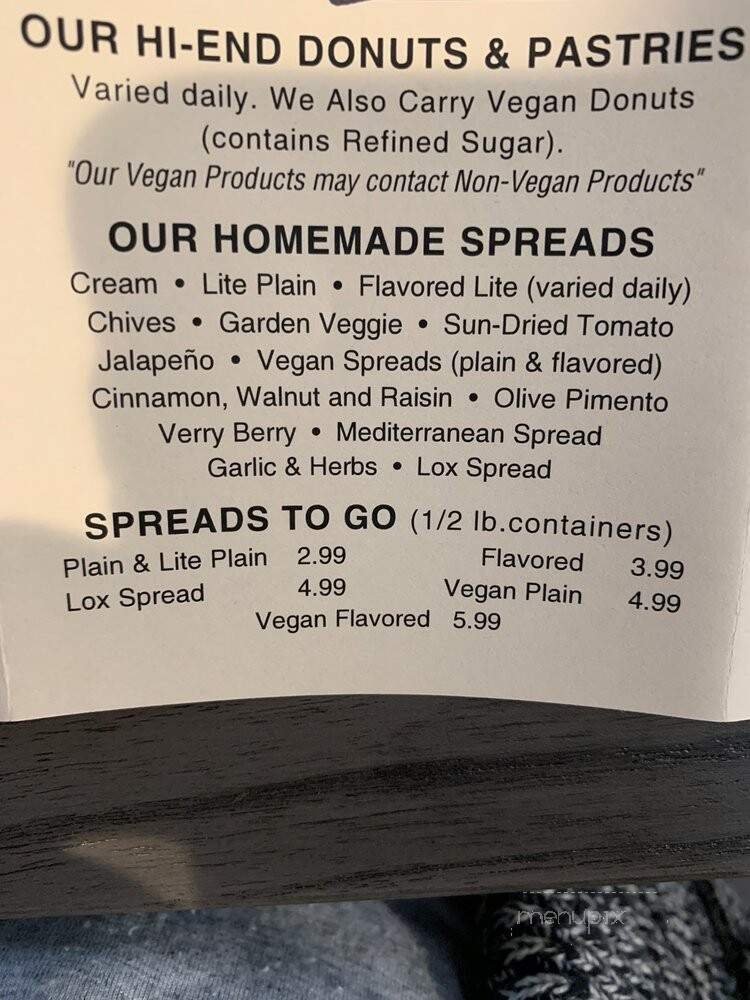 OUR HI-END DONUTS & PASTRIES
Varied daily. We Also Carry Vegan Donuts
(contains Refined Sugar).
"Our Vegan Products may contact Non-Vegan Products"
OUR HOMEMADE SPREADS
Cream • Lite Plain • Flavored Lite (varied daily)
Chives • Garden Veggie • Sun-Dried Tomato
Jalapeño • Vegan Spreads (plain & flavored)
Cinnamon, Walnut and Raisin • Olive Pimento
Verry Berry • Mediterranean Spread
Garlic & Herbs • Lox Spread
SPREADS TO GO (1/2 lb.containers)
Plain & Lite Plain 2.99 Flavored 3.99
Lox Spread 4.99 Vegan Plain 4.99
Vegan Flavored 5.99
menupix